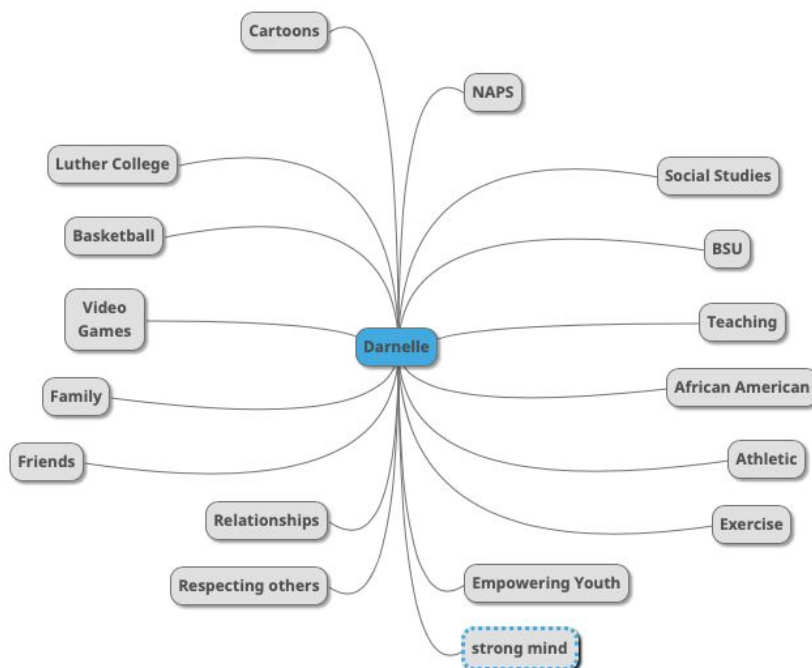 Cartoons
NAPS
Luther College
Social Studies
Basketball
BSU
Video
Games
Teaching
Darnelle
African American
Family
Athletic
Friends
Relationships
Exercise
Respecting others
Empowering Youth
strong mind